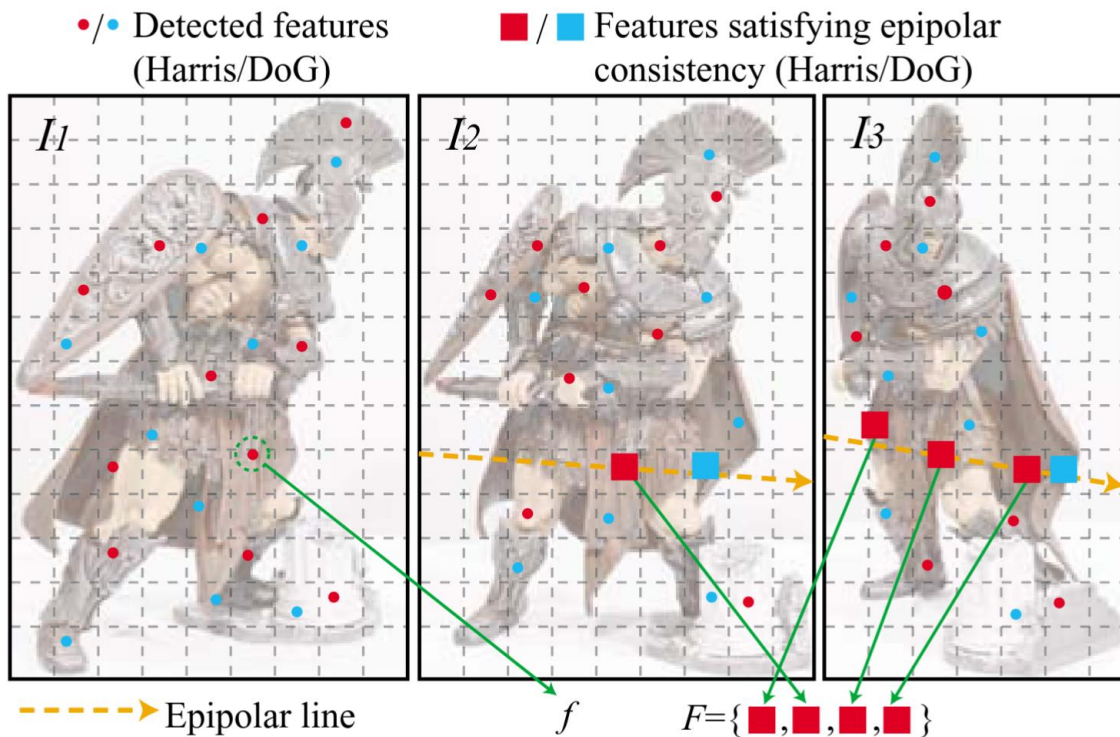 ●/● Detected features
(Harris/DoG)
■ / ■ Features satisfying epipolar
consistency (Harris/DoG)
I1
I2
I3
Epipolar line
f
F={■,■,■,■}